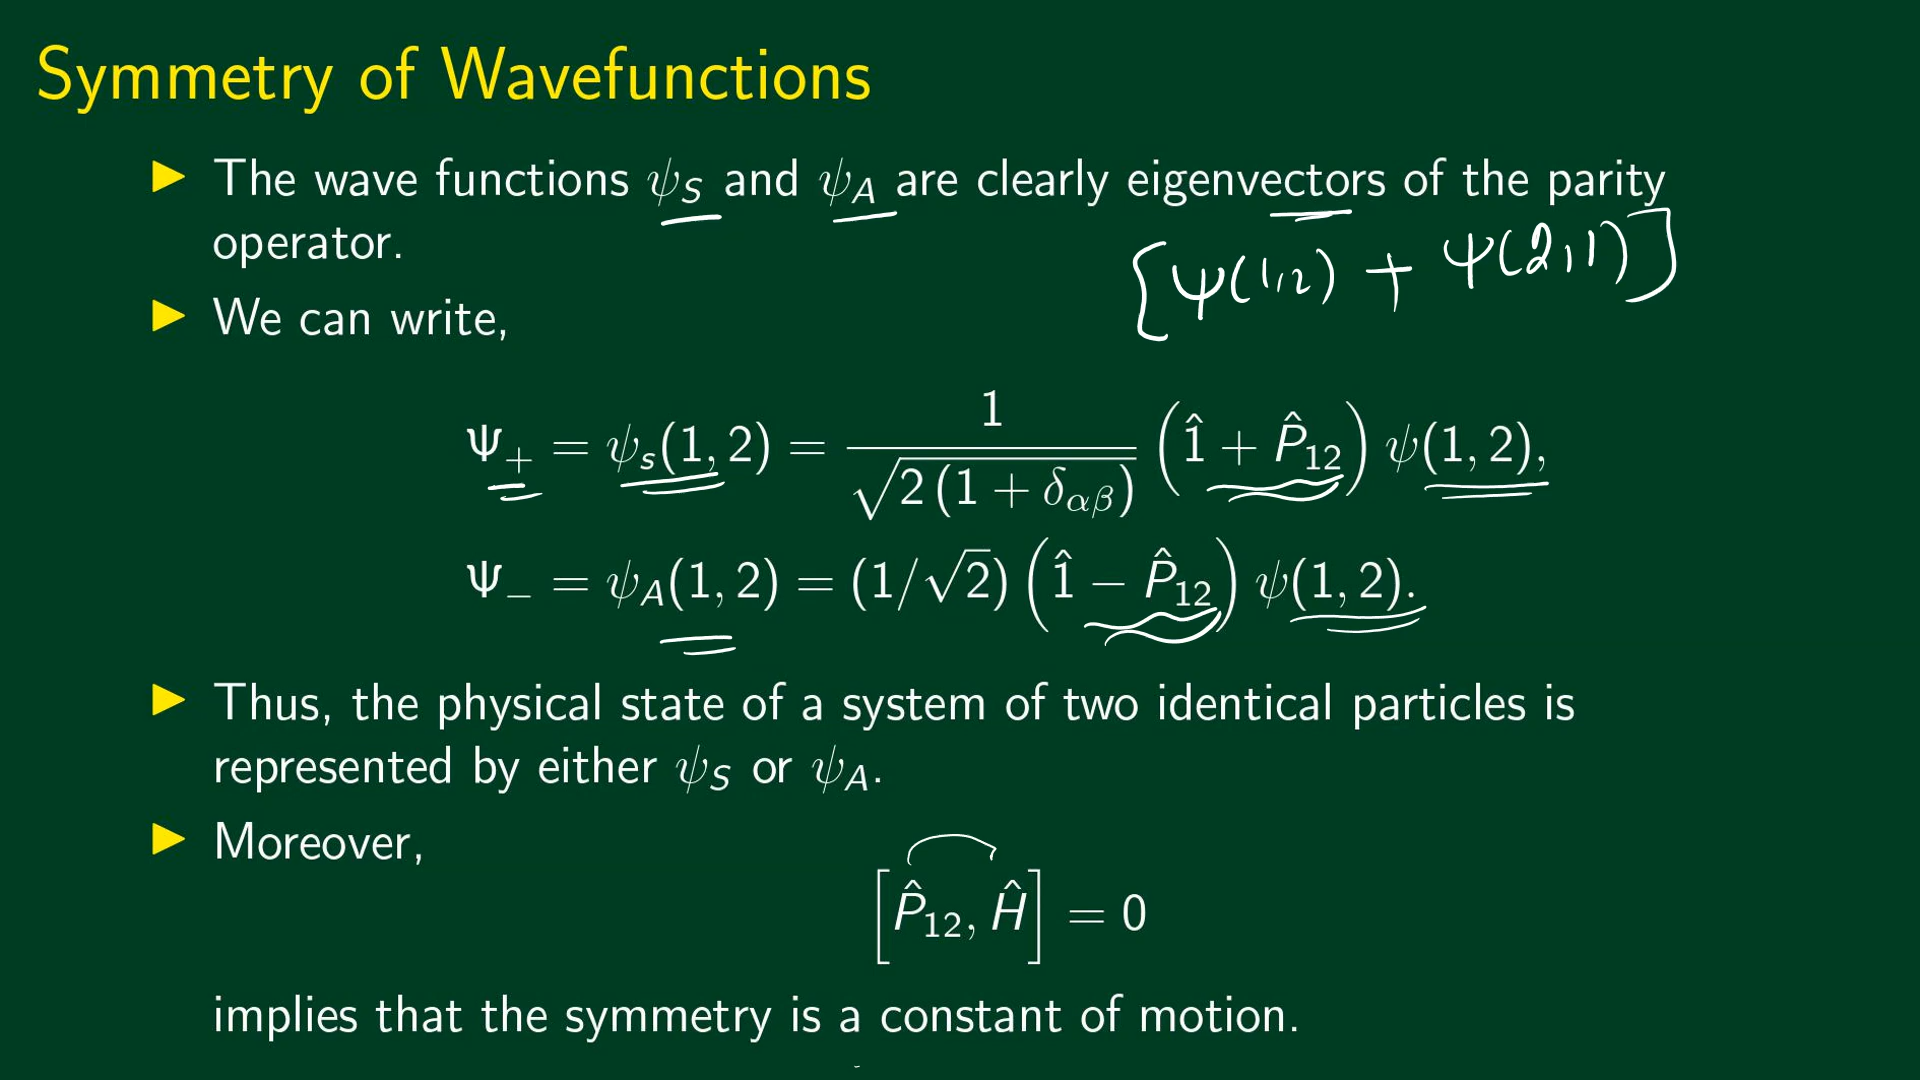 Symmetry of Wavefunctions
▶ The wave functions ψ_S and ψ_A are clearly eigenvectors of the parity
operator.
[ψ(1,2) + ψ(2,1)]
▶ We can write,
Ψ_+ = ψ_s(1, 2) = 1/√(2 (1 + δ_αβ)) (1̂ + P̂_12) ψ(1, 2),
Ψ_− = ψ_A(1, 2) = (1/√2) (1̂ − P̂_12) ψ(1, 2).
▶ Thus, the physical state of a system of two identical particles is
represented by either ψ_S or ψ_A.
▶ Moreover,
[P̂_12, Ĥ] = 0
implies that the symmetry is a constant of motion.